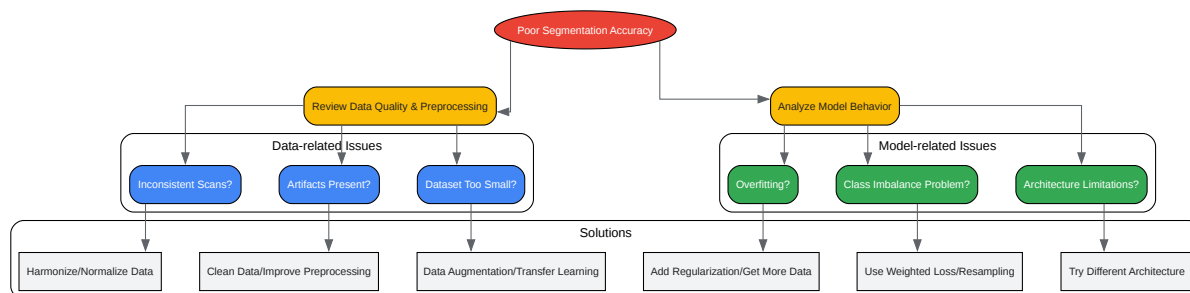 Poor Segmentation Accuracy
Review Data Quality & Preprocessing
Analyze Model Behavior
Data-related Issues
Model-related Issues
Inconsistent Scans?
Artifacts Present?
Dataset Too Small?
Overfitting?
Class Imbalance Problem?
Architecture Limitations?
Solutions
Harmonize/Normalize Data
Clean Data/Improve Preprocessing
Data Augmentation/Transfer Learning
Add Regularization/Get More Data
Use Weighted Loss/Resampling
Try Different Architecture